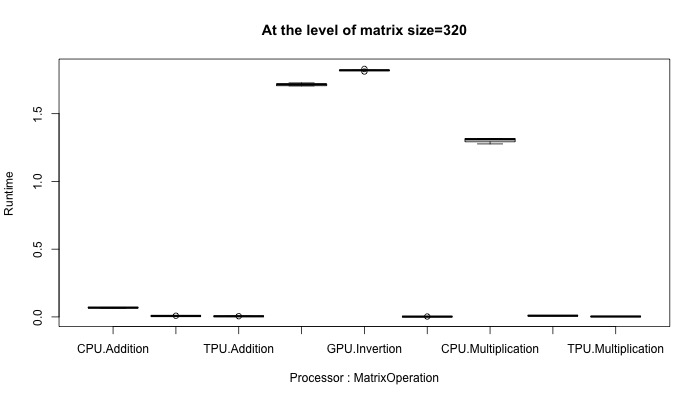 At the level of matrix size=320
Runtime
1.5
1.0
0.5
0.0
CPU.Addition TPU.Addition GPU.Invertion CPU.Multiplication TPU.Multiplication
Processor : MatrixOperation